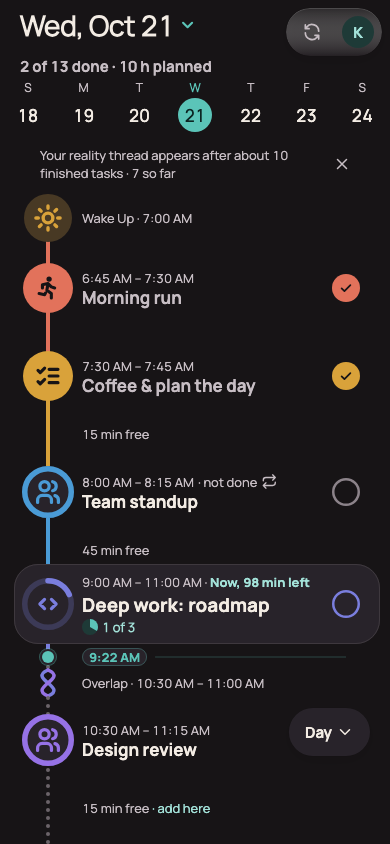 Wed, Oct 21
K
2 of 13 done · 10 h planned
S M T W T F S
18 19 20 21 22 23 24
Your reality thread appears after about 10
finished tasks · 7 so far
Wake Up · 7:00 AM
6:45 AM – 7:30 AM
Morning run
7:30 AM – 7:45 AM
Coffee & plan the day
15 min free
8:00 AM – 8:15 AM · not done
Team standup
45 min free
9:00 AM – 11:00 AM · Now, 98 min left
Deep work: roadmap
1 of 3
9:22 AM
Overlap · 10:30 AM – 11:00 AM
10:30 AM – 11:15 AM
Design review
Day
15 min free · add here